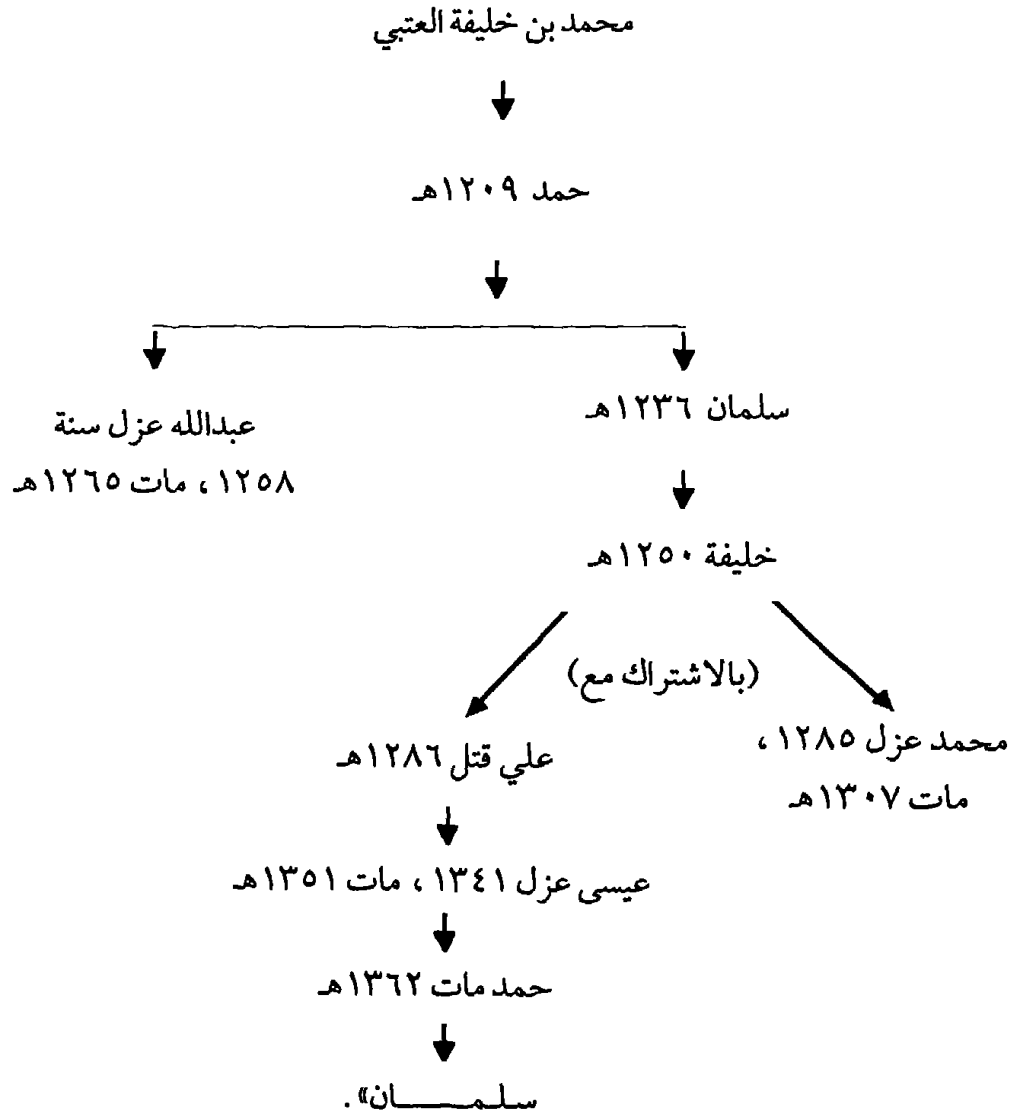 محمد بن خليفة العتبي
حمد ١٢٠٩هـ
سلمان ١٢٣٦هـ
عبدالله عزل سنة
١٢٥٨ ، مات ١٢٦٥هـ
خليفة ١٢٥٠هـ
(بالاشتراك مع)
محمد عزل ١٢٨٥ ،
مات ١٣٠٧هـ
علي قتل ١٢٨٦هـ
عيسى عزل ١٣٤١ ، مات ١٣٥١هـ
حمد مات ١٣٦٢هـ
سلمــــــان» .